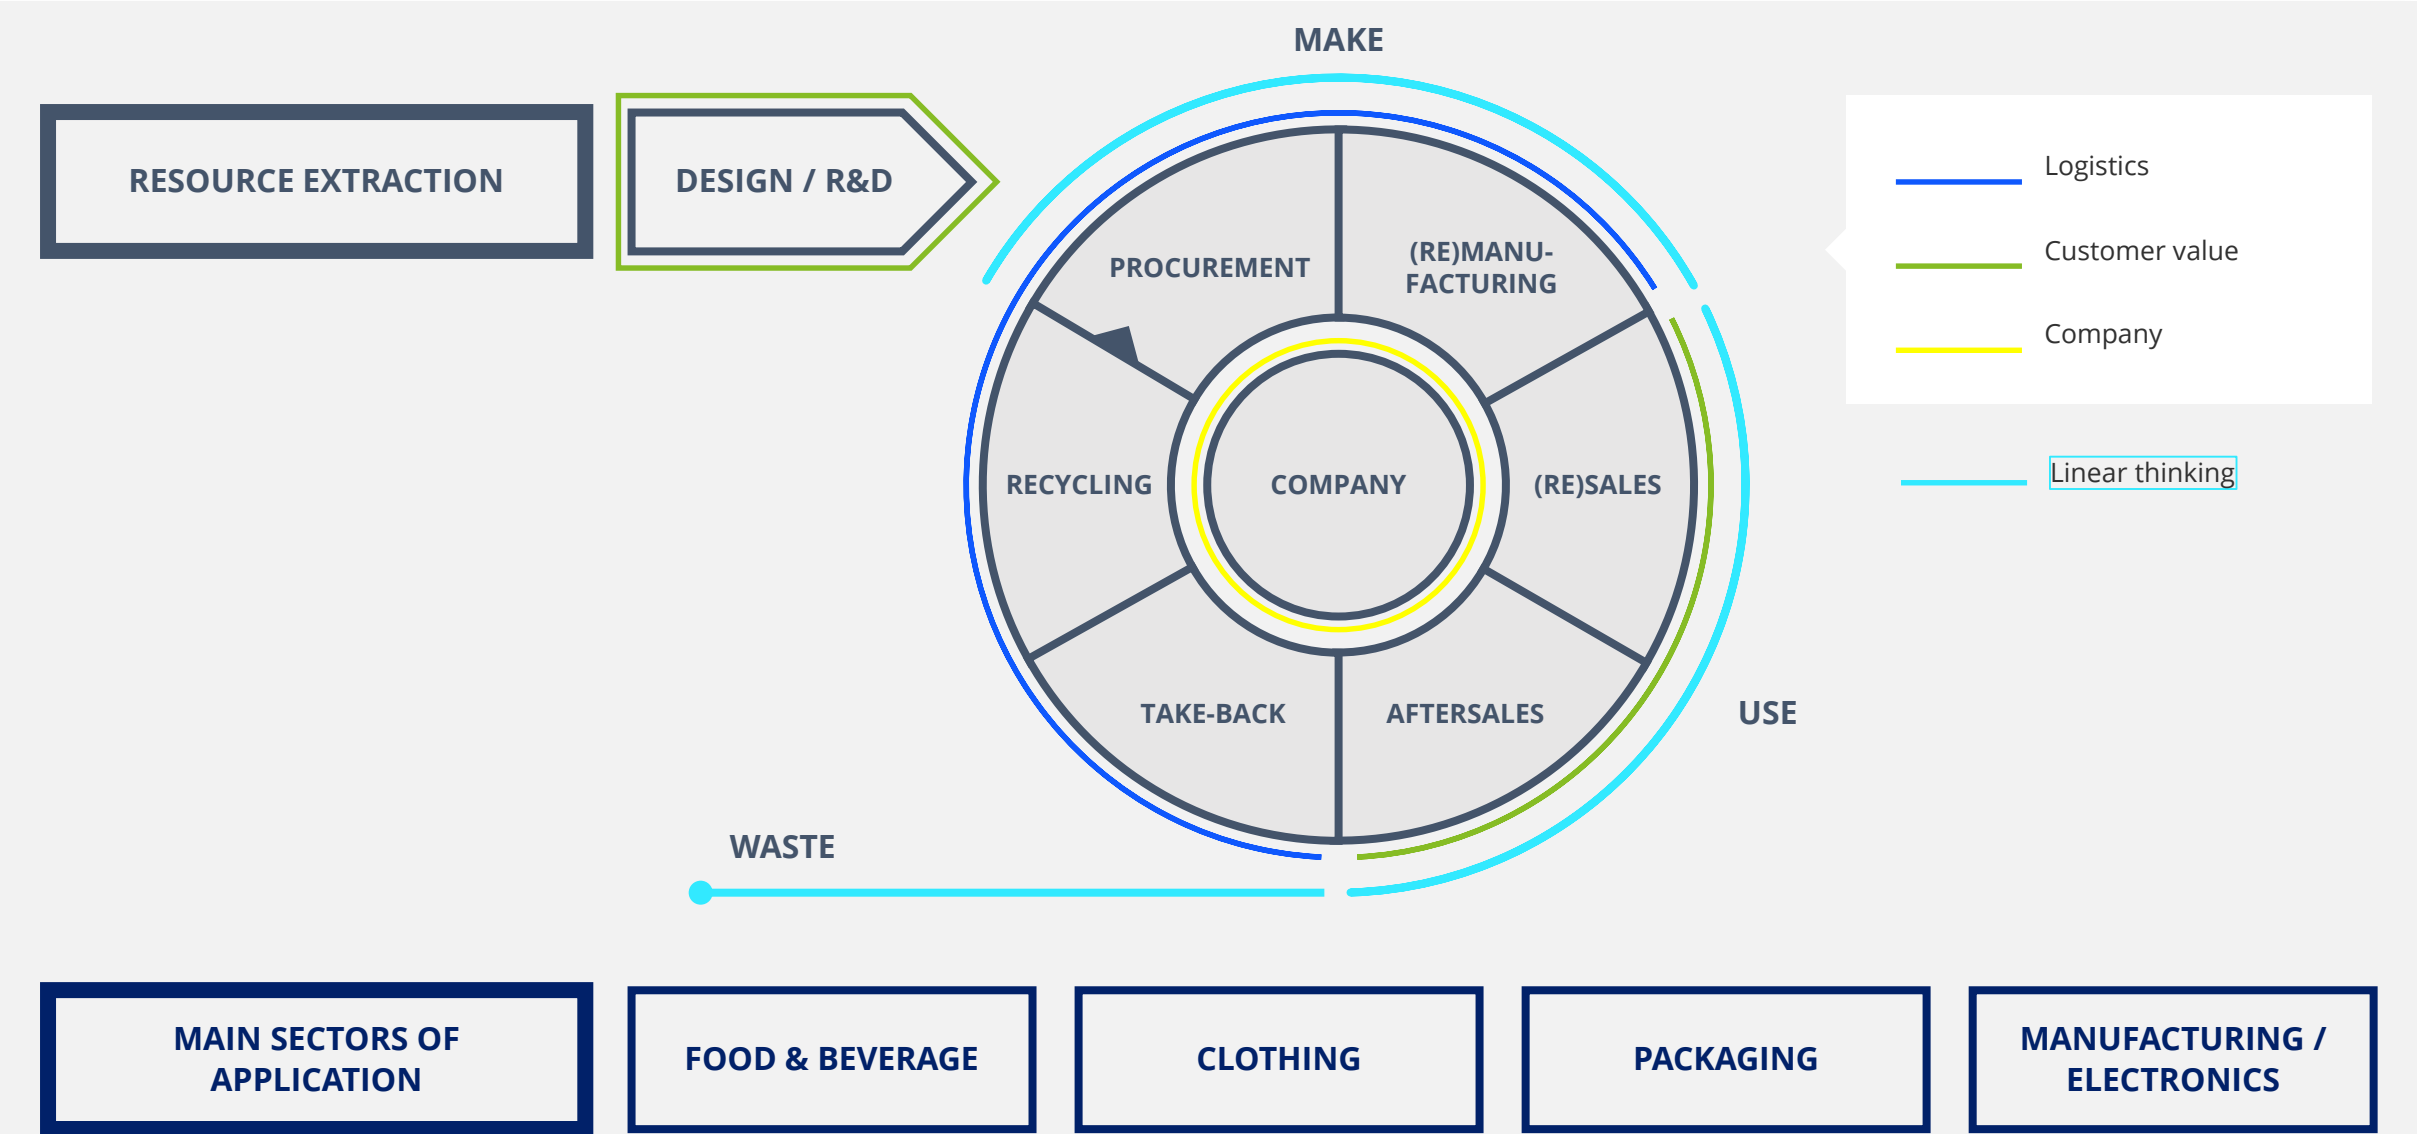 MAKE
RESOURCE EXTRACTION
DESIGN / R&D
PROCUREMENT
(RE)MANU-
FACTURING
RECYCLING
COMPANY
(RE)SALES
TAKE-BACK
AFTERSALES
USE
WASTE
Logistics
Customer value
Company
Linear thinking
MAIN SECTORS OF
APPLICATION
FOOD & BEVERAGE
CLOTHING
PACKAGING
MANUFACTURING /
ELECTRONICS